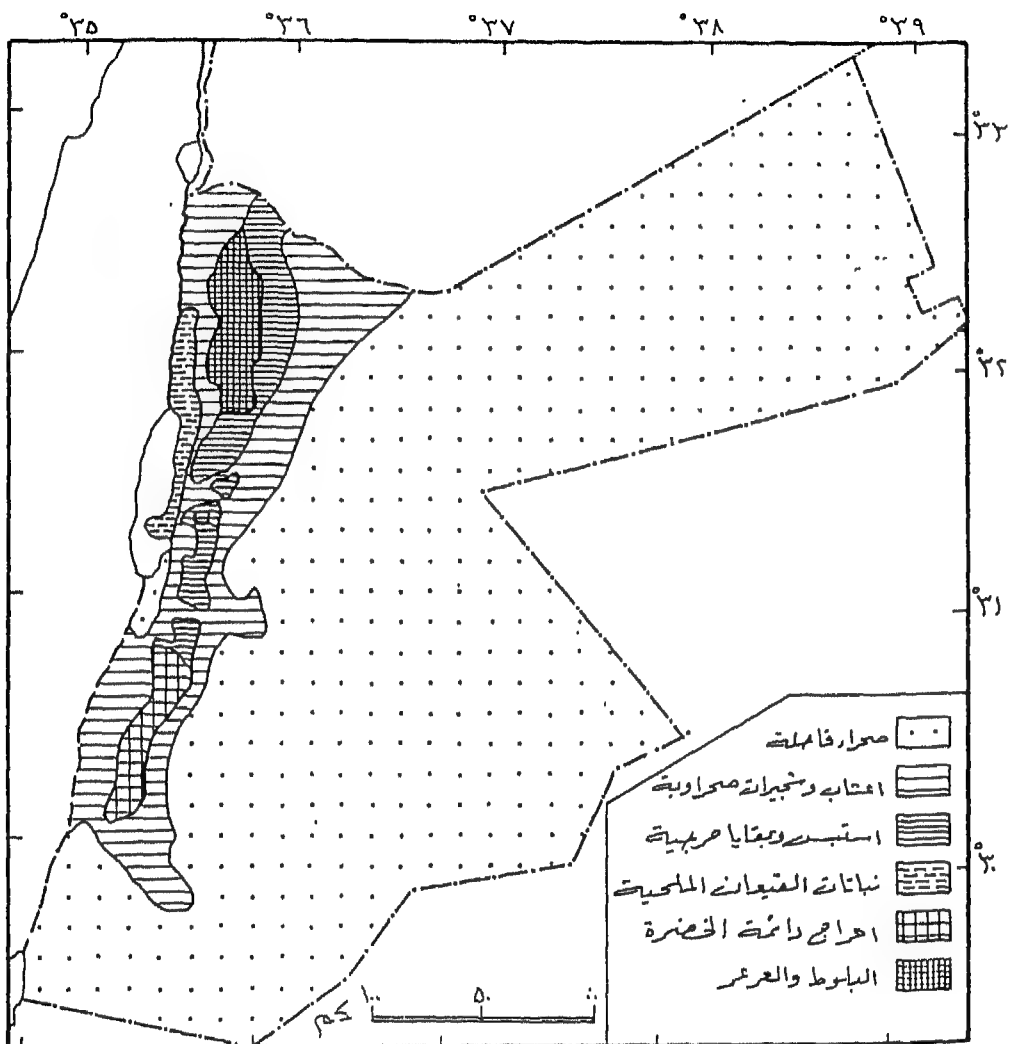 °٣٥ °٣٦ °٣٧ °٣٨ °٣٩
°٣٣
°٣٢
°٣١
°٣٠
صحراء قاحلة
اعشاب وشجيرات صحراوية
استبس وبقايا حرجية
نباتات القيعان الملحية
احراج دائمة الخضرة
البلوط والعرعر
١٠٠ ٥٠ ٠
كم